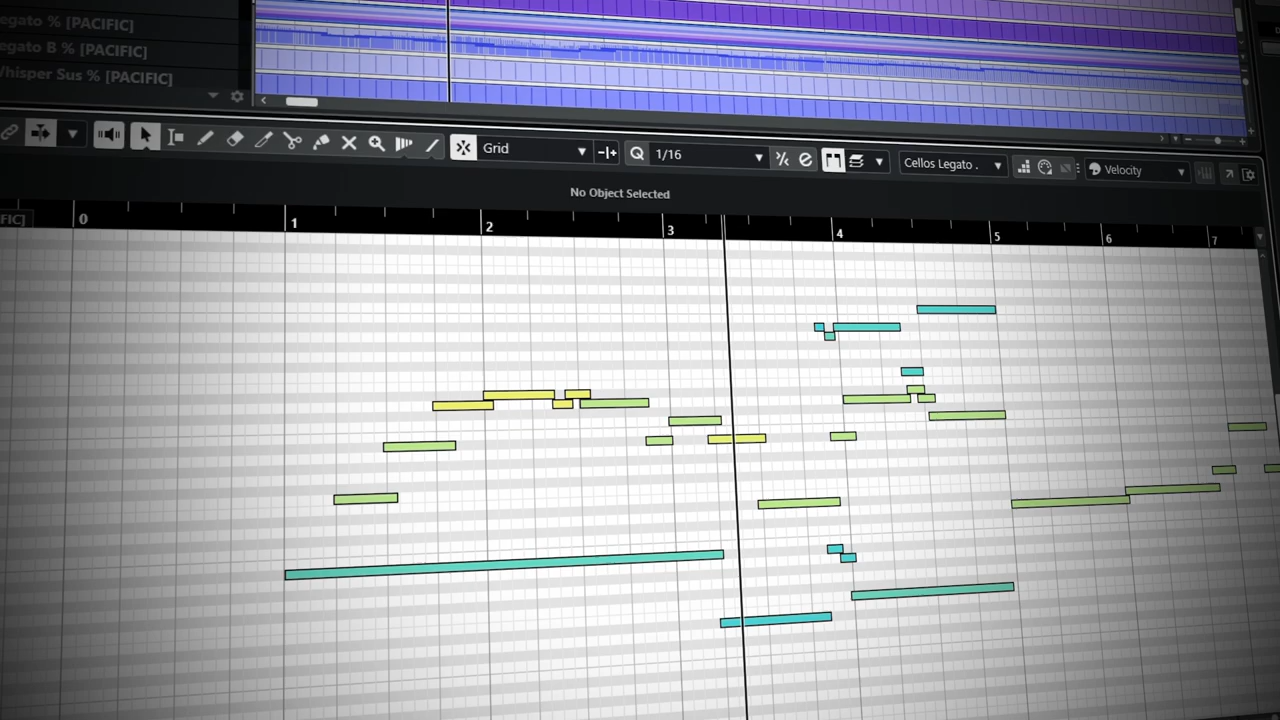 egato % [PACIFIC]
egato B % [PACIFIC]
Whisper Sus % [PACIFIC]
Grid
1/16
Cellos Legato .
Velocity
No Object Selected
FIC]
0 1 2 3 4 5 6 7